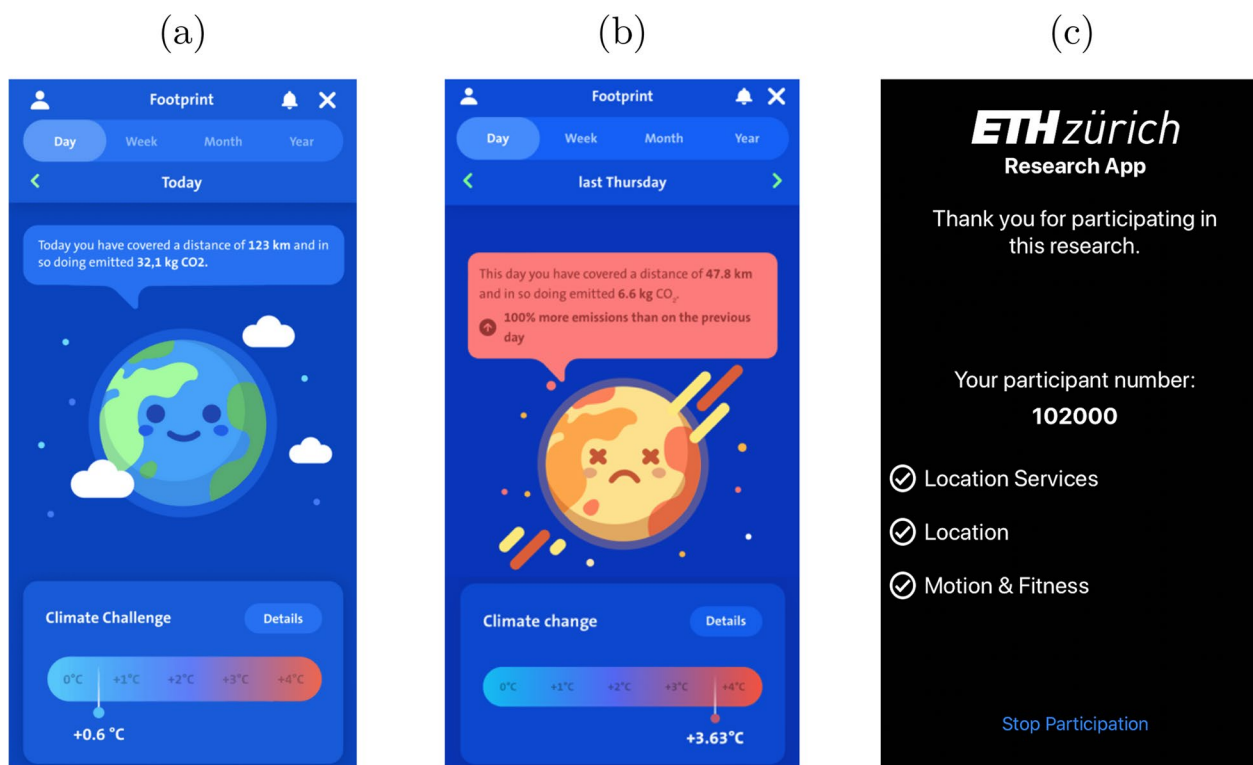 (a)
Footprint
Day Week Month Year
Today
Today you have covered a distance of 123 km and in
so doing emitted 32,1 kg CO2.
Climate Challenge
Details
0°C +1°C +2°C +3°C +4°C
+0.6 °C
(b)
Footprint
Day Week Month Year
last Thursday
This day you have covered a distance of 47.8 km
and in so doing emitted 6.6 kg CO₂.
100% more emissions than on the previous
day
Climate change
Details
0°C +1°C +2°C +3°C +4°C
+3.63°C
(c)
ETH zürich
Research App
Thank you for participating in
this research.
Your participant number:
102000
Location Services
Location
Motion & Fitness
Stop Participation